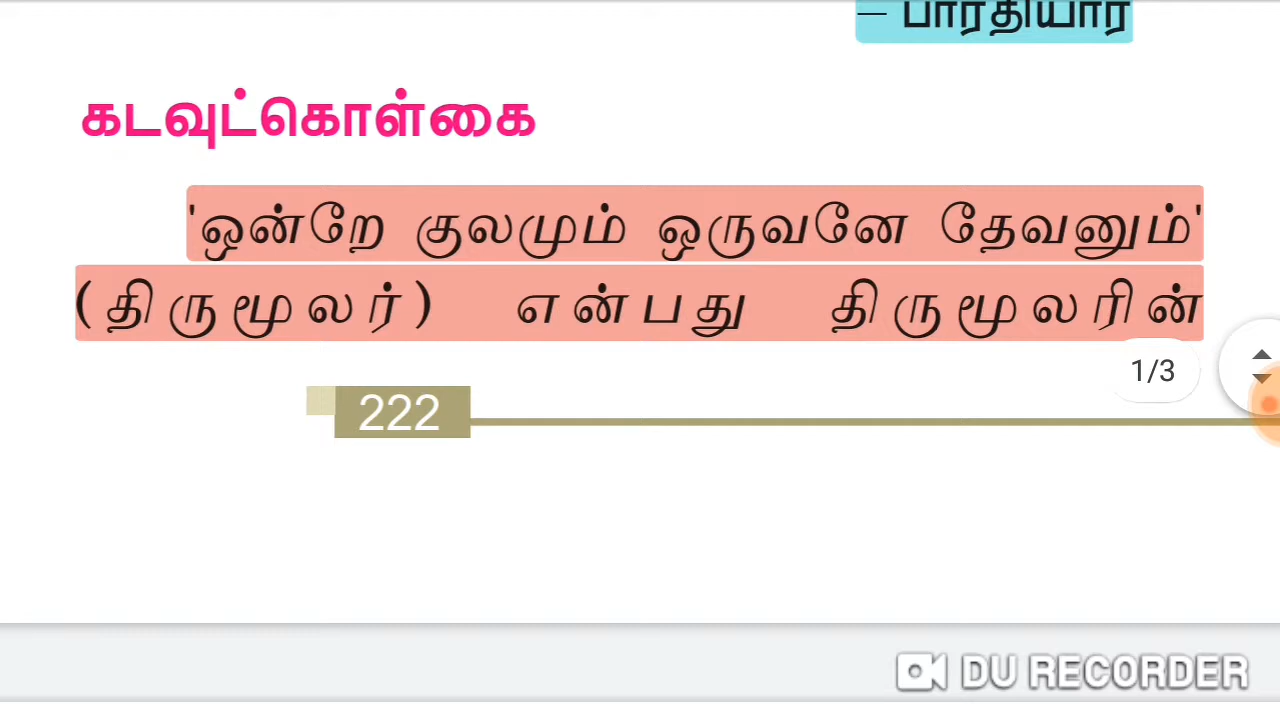 – பாரதியார்
கடவுட்கொள்கை
'ஒன்றே குலமும் ஒருவனே தேவனும்'
(திருமூலர்) என்பது திருமூலரின்
1/3
222
DU RECORDER